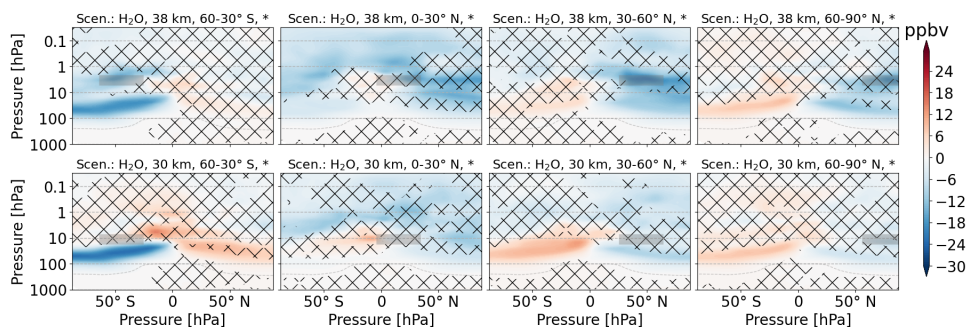 Scen.: H₂O, 38 km, 60-30° S, *
Scen.: H₂O, 38 km, 0-30° N, *
Scen.: H₂O, 38 km, 30-60° N, *
Scen.: H₂O, 38 km, 60-90° N, *
ppbv
Pressure [hPa]
0.1
1
10
100
1000
24
18
12
6
0
−6
−12
−18
−24
−30
Scen.: H₂O, 30 km, 60-30° S, *
Scen.: H₂O, 30 km, 0-30° N, *
Scen.: H₂O, 30 km, 30-60° N, *
Scen.: H₂O, 30 km, 60-90° N, *
Pressure [hPa]
0.1
1
10
100
1000
50° S 0 50° N
50° S 0 50° N
50° S 0 50° N
50° S 0 50° N
Pressure [hPa]
Pressure [hPa]
Pressure [hPa]
Pressure [hPa]